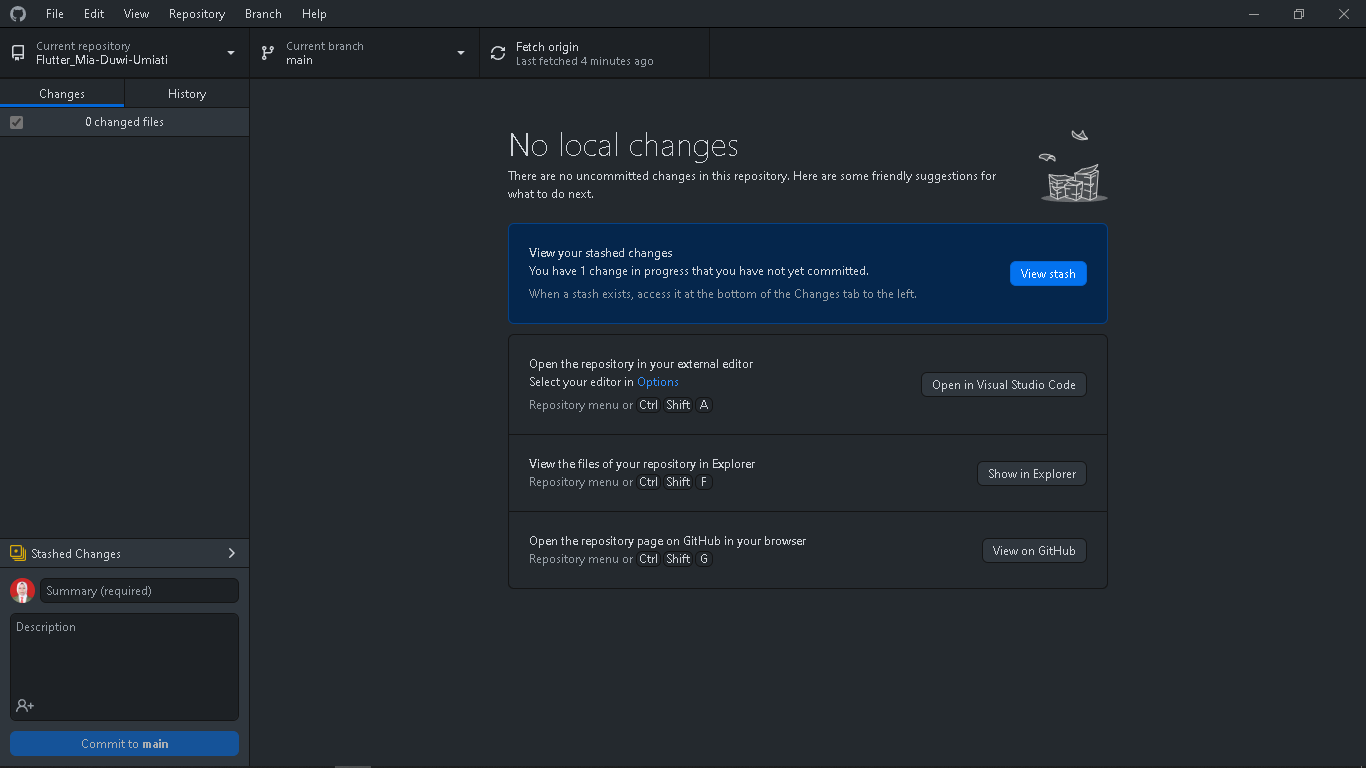 File Edit View Repository Branch Help
Current repository
Flutter_Mia-Duwi-Umiati
Current branch
main
Fetch origin
Last fetched 4 minutes ago
Changes
History
0 changed files
No local changes
There are no uncommitted changes in this repository. Here are some friendly suggestions for
what to do next.
View your stashed changes
You have 1 change in progress that you have not yet committed.
When a stash exists, access it at the bottom of the Changes tab to the left.
View stash
Open the repository in your external editor
Select your editor in Options
Repository menu or Ctrl Shift A
Open in Visual Studio Code
View the files of your repository in Explorer
Repository menu or Ctrl Shift F
Show in Explorer
Open the repository page on GitHub in your browser
Repository menu or Ctrl Shift G
View on GitHub
Stashed Changes
Summary (required)
Description
Commit to main